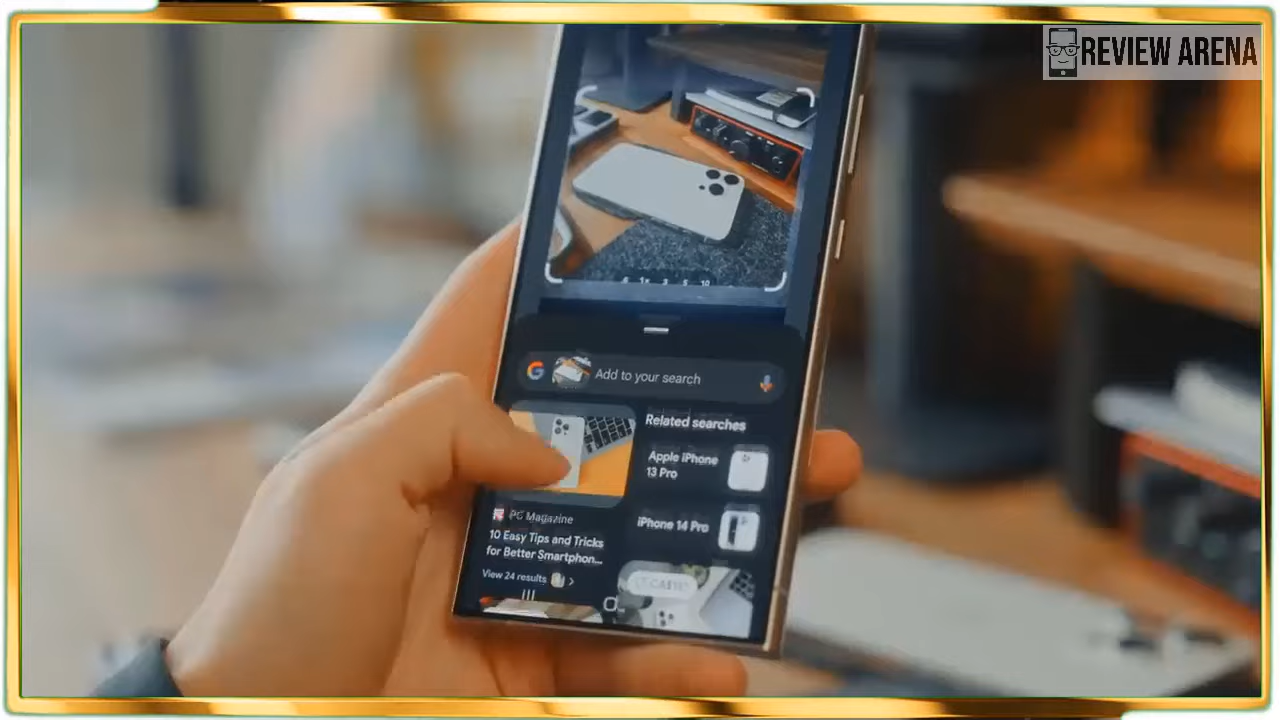 REVIEW ARENA
Add to your search
Related searches
Apple iPhone
13 Pro
iPhone 14 Pro
PC Magazine
10 Easy Tips and Tricks
for Better Smartphon...
View 24 results